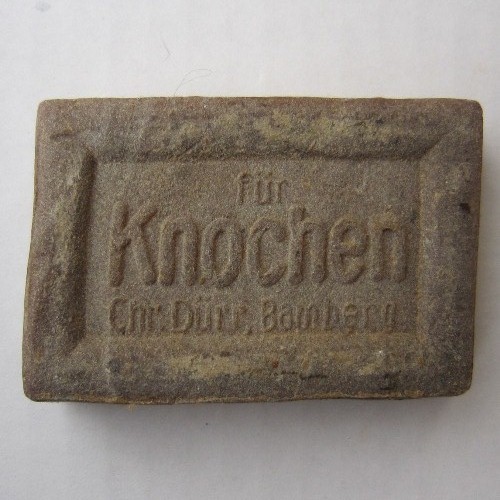 für
Knochen
Chr. Dürr, Bamberg.